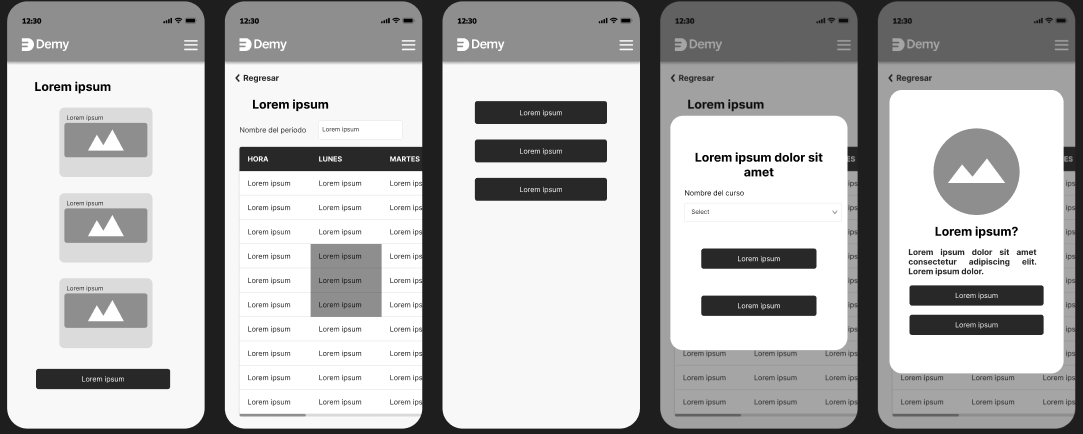 12:30
Demy
Lorem ipsum
Lorem ipsum
Lorem ipsum
Lorem ipsum
Lorem ipsum
12:30
Demy
Regresar
Lorem ipsum
Nombre del periodo Lorem ipsum
HORA LUNES MARTES
Lorem ipsum Lorem ipsum Lorem ips
Lorem ipsum Lorem ipsum Lorem ips
Lorem ipsum Lorem ipsum Lorem ips
Lorem ipsum Lorem ipsum Lorem ips
Lorem ipsum Lorem ipsum Lorem ips
Lorem ipsum Lorem ipsum Lorem ips
Lorem ipsum Lorem ipsum Lorem ips
Lorem ipsum Lorem ipsum Lorem ips
Lorem ipsum Lorem ipsum Lorem ips
Lorem ipsum Lorem ipsum Lorem ips
12:30
Demy
Lorem ipsum
Lorem ipsum
Lorem ipsum
12:30
Demy
Regresar
Lorem ipsum
Lorem ipsum dolor sit
amet
Nombre del curso
Select
Lorem ipsum
Lorem ipsum
Lorem ipsum Lorem ipsum Lorem ips
Lorem ipsum Lorem ipsum Lorem ips
Lorem ipsum Lorem ipsum Lorem ips
12:30
Demy
Regresar
Lorem ipsum?
Lorem ipsum dolor sit amet
consectetur adipiscing elit.
Lorem ipsum dolor.
Lorem ipsum
Lorem ipsum
Lorem ipsum Lorem ipsum Lorem ips
Lorem ipsum Lorem ipsum Lorem ips